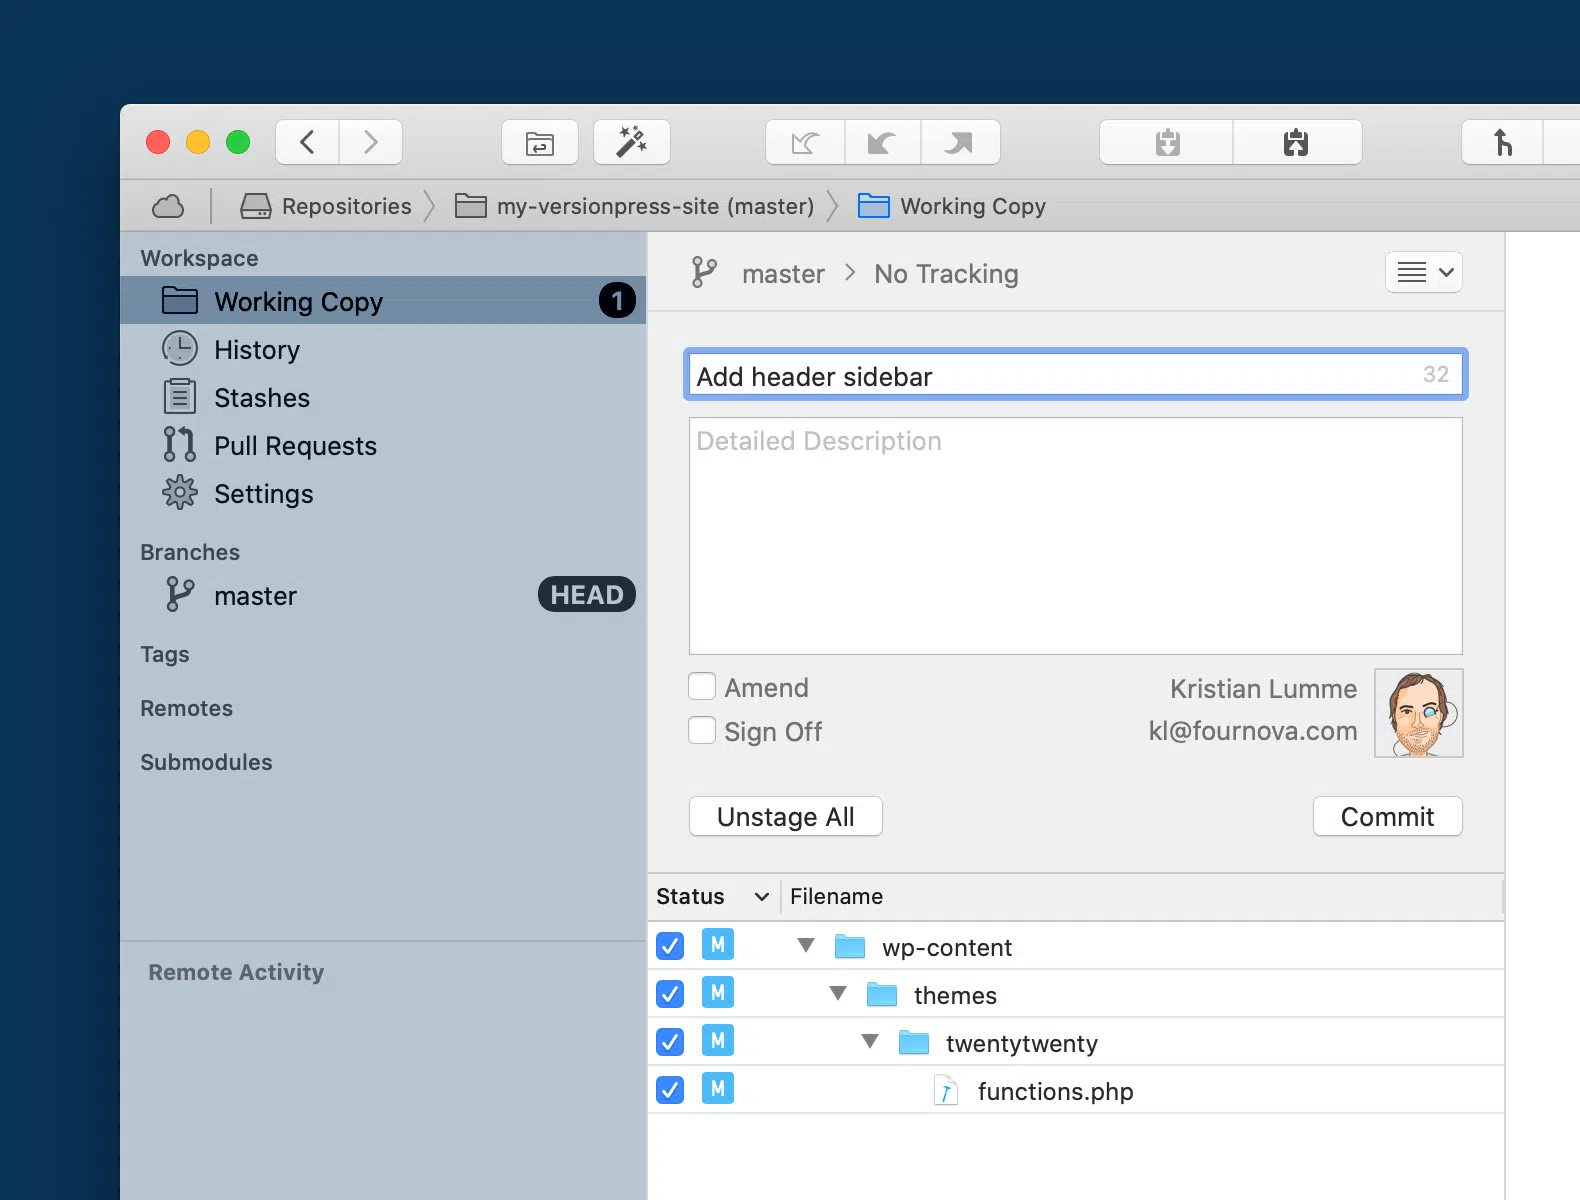 Repositories my-versionpress-site (master) Working Copy
Workspace
Working Copy 1
History
Stashes
Pull Requests
Settings
Branches
master HEAD
Tags
Remotes
Submodules
Remote Activity
master No Tracking
Add header sidebar 32
Detailed Description
Amend
Sign Off
Kristian Lumme
kl@fournova.com
Unstage All Commit
Status Filename
M wp-content
M themes
M twentytwenty
M functions.php